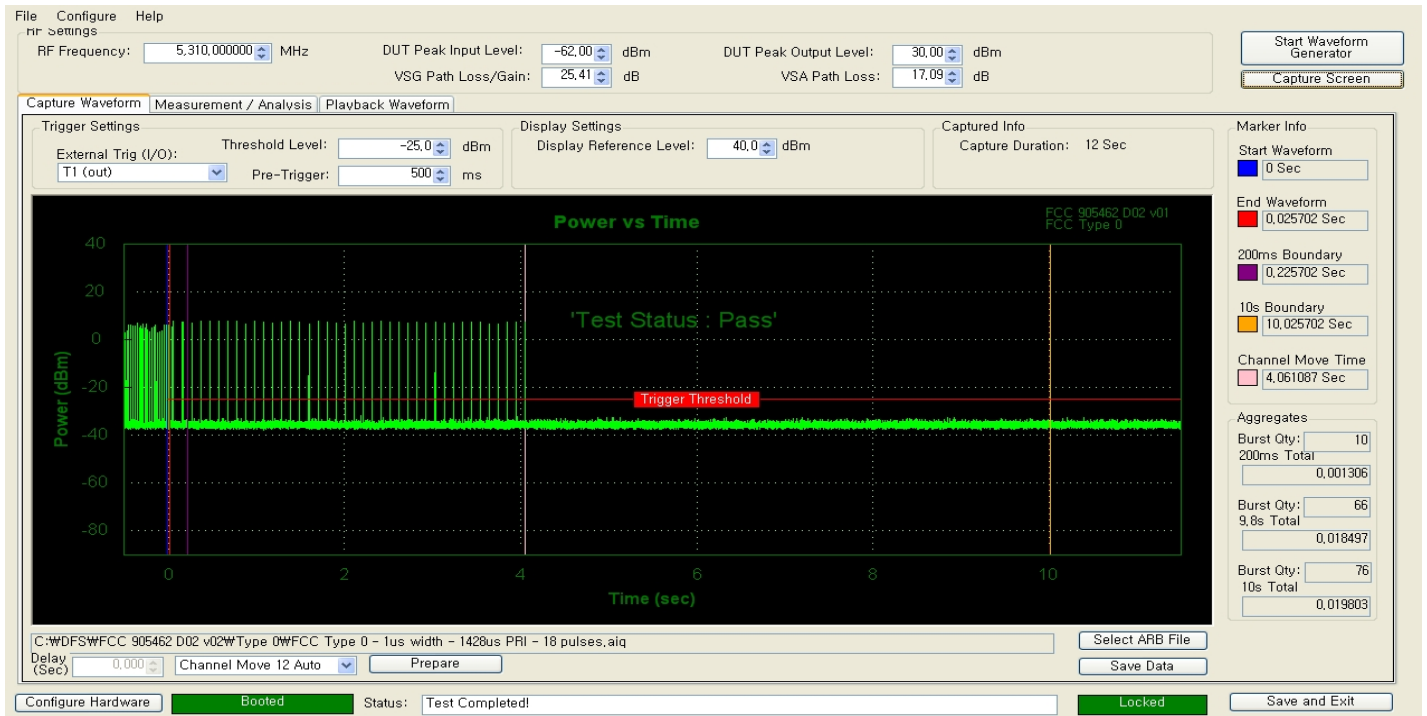 File Configure Help
RF Settings
RF Frequency: 5,310,000000 MHz DUT Peak Input Level: -62,00 dBm DUT Peak Output Level: 30,00 dBm
VSG Path Loss/Gain: 25,41 dB VSA Path Loss: 17,09 dB
Start Waveform
Generator
Capture Screen
Capture Waveform Measurement / Analysis Playback Waveform
Trigger Settings
External Trig (I/O):
T1 (out)
Threshold Level: -25,0 dBm
Pre-Trigger: 500 ms
Display Settings
Display Reference Level: 40,0 dBm
Captured Info
Capture Duration: 12 Sec
Power vs Time
FCC 905462 D02 v01
FCC Type 0
'Test Status : Pass'
Trigger Threshold
Power (dBm)
40
20
0
-20
-40
-60
-80
0 2 4 6 8 10
Time (sec)
Marker Info
Start Waveform
0 Sec
End Waveform
0,025702 Sec
200ms Boundary
0,225702 Sec
10s Boundary
10,025702 Sec
Channel Move Time
4,061087 Sec
Aggregates
Burst Qty: 10
200ms Total
0,001306
Burst Qty: 66
9,8s Total
0,018497
Burst Qty: 76
10s Total
0,019803
C:₩DFS₩FCC 905462 D02 v02₩Type 0₩FCC Type 0 - 1us width - 1428us PRI - 18 pulses,aiq
Select ARB File
Delay
(Sec) 0,000 Channel Move 12 Auto Prepare
Save Data
Configure Hardware Booted Status: Test Completed! Locked Save and Exit